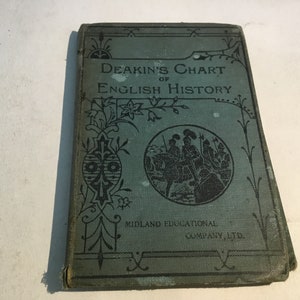 DEAKIN'S CHART
OF
ENGLISH HISTORY
MIDLAND EDUCATIONAL
COMPANY, LTD.